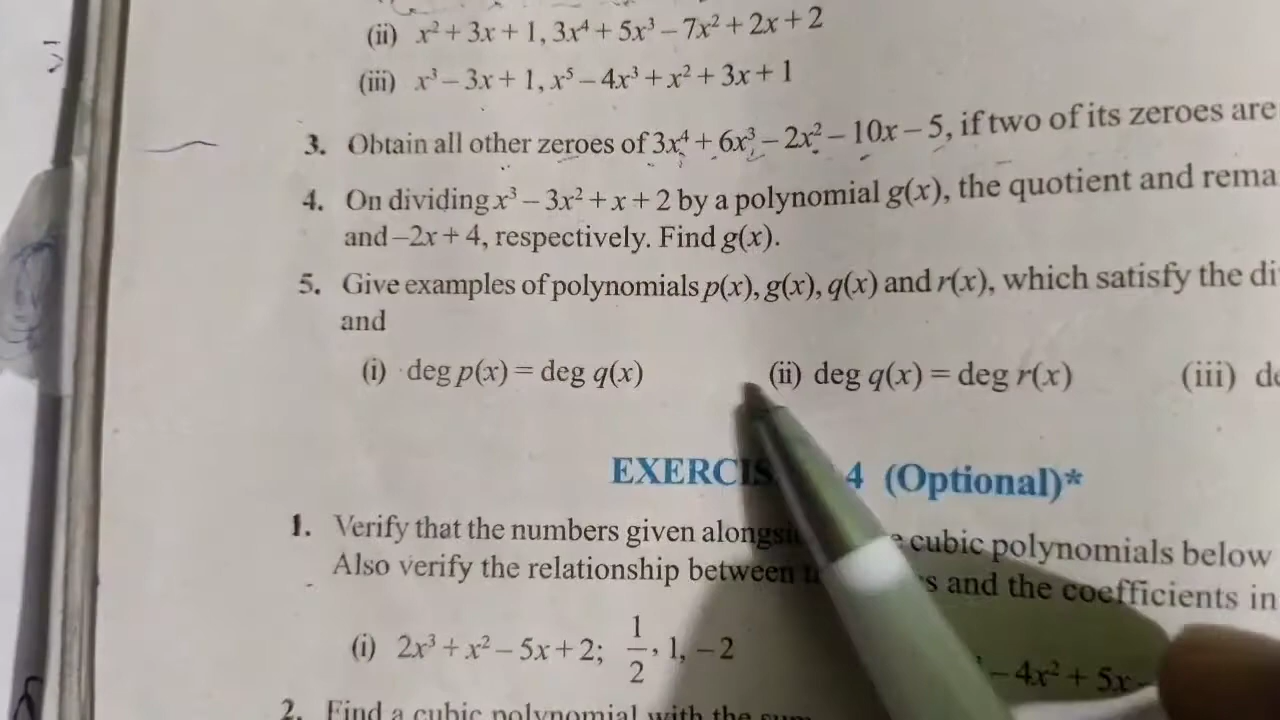 (ii) x² + 3x + 1, 3x⁴ + 5x³ – 7x² + 2x + 2
(iii) x³ – 3x + 1, x⁵ – 4x³ + x² + 3x + 1
3. Obtain all other zeroes of 3x⁴ + 6x³ – 2x² – 10x – 5, if two of its zeroes are
4. On dividing x³ – 3x² + x + 2 by a polynomial g(x), the quotient and
and –2x + 4, respectively. Find g(x).
5. Give examples of polynomials p(x), g(x), q(x) and r(x), which satisfy the
and
(i) deg p(x) = deg q(x) (ii) deg q(x) = deg r(x) (iii)
4 (Optional)*
1. Verify that the numbers given cubic polynomials below
Also verify the relationship between and the coefficients in
(i) 2x³ + x² – 5x + 2; 1/2, 1, – 2 – 4x² + 5x
2. Find a cubic polynomial with the